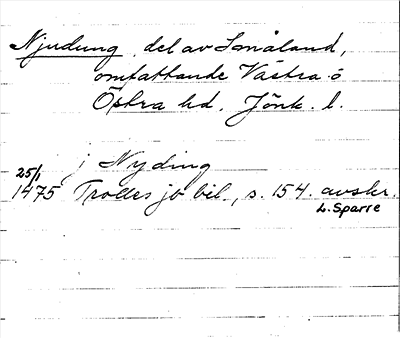 Njudung, del av Småland,
omfattande Västra o
Östra hd, Jönk. l.
j Nyding
25/1
1475 Trolles jb bil., s. 154. avskr.
L. Sparre